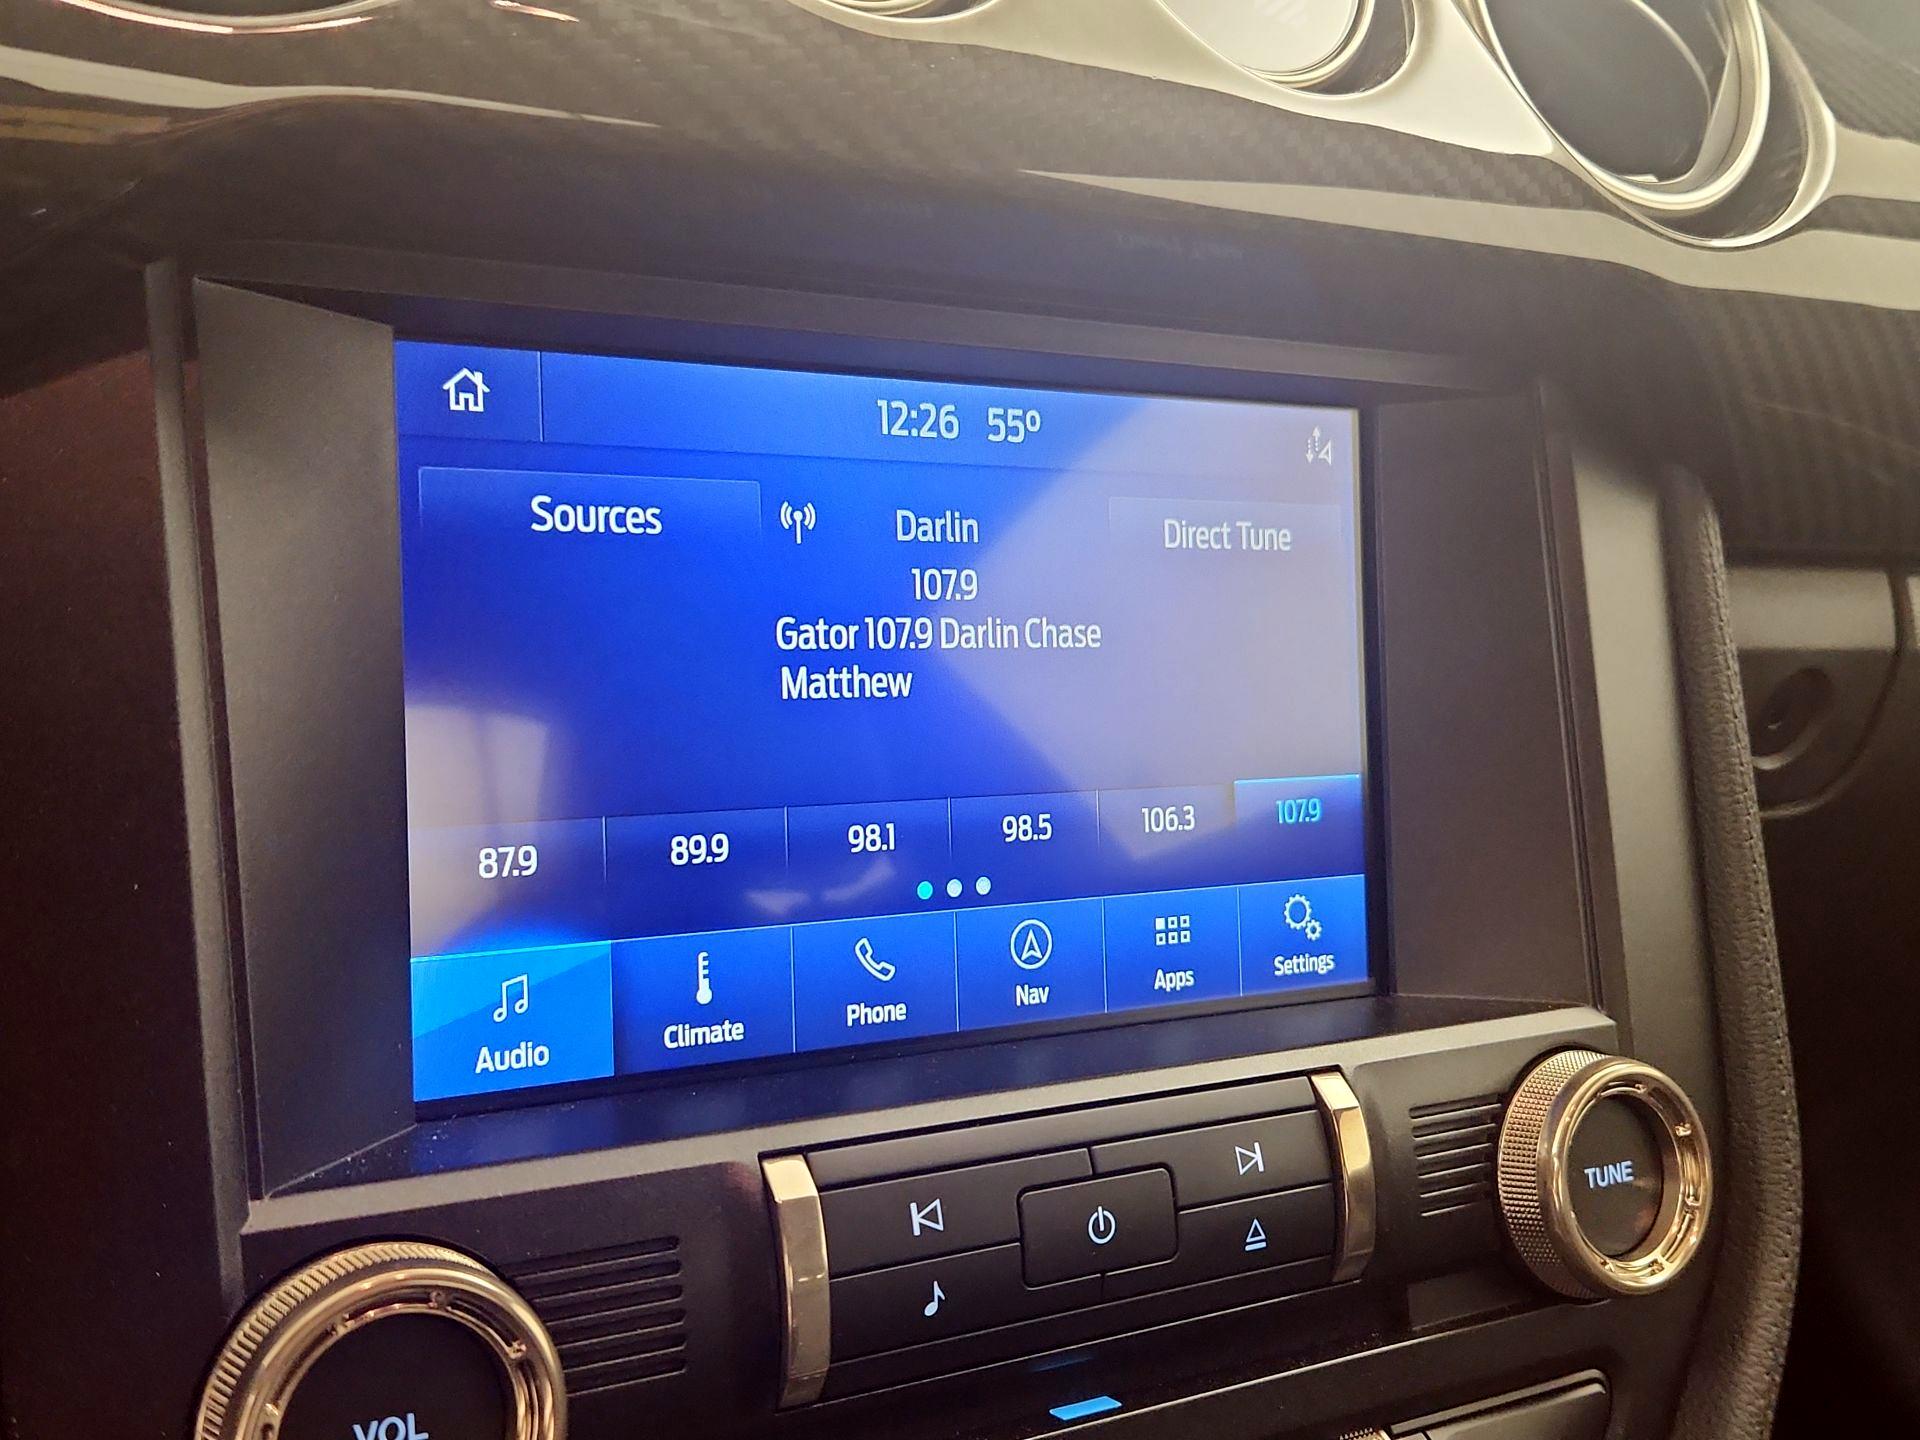 12:26 55º
Sources
Darlin
Direct Tune
107.9
Gator 107.9 Darlin Chase
Matthew
87.9
89.9
98.1
98.5
106.3
107.9
Audio
Climate
Phone
Nav
Apps
Settings
TUNE
VOL